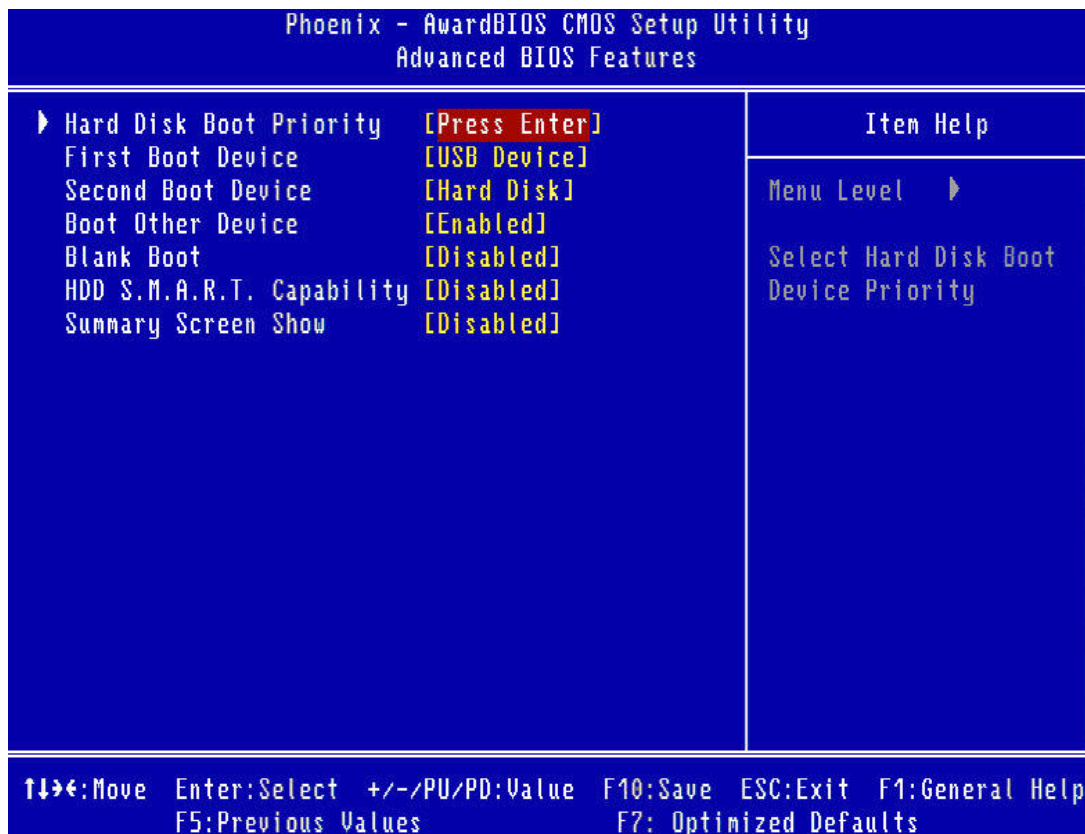 Phoenix - AwardBIOS CMOS Setup Utility
Advanced BIOS Features
Hard Disk Boot Priority [Press Enter]
First Boot Device [USB Device]
Second Boot Device [Hard Disk]
Boot Other Device [Enabled]
Blank Boot [Disabled]
HDD S.M.A.R.T. Capability [Disabled]
Summary Screen Show [Disabled]
Item Help
Menu Level
Select Hard Disk Boot
Device Priority
↑↓→←:Move Enter:Select +/-/PU/PD:Value F10:Save ESC:Exit F1:General Help
F5:Previous Values F7: Optimized Defaults